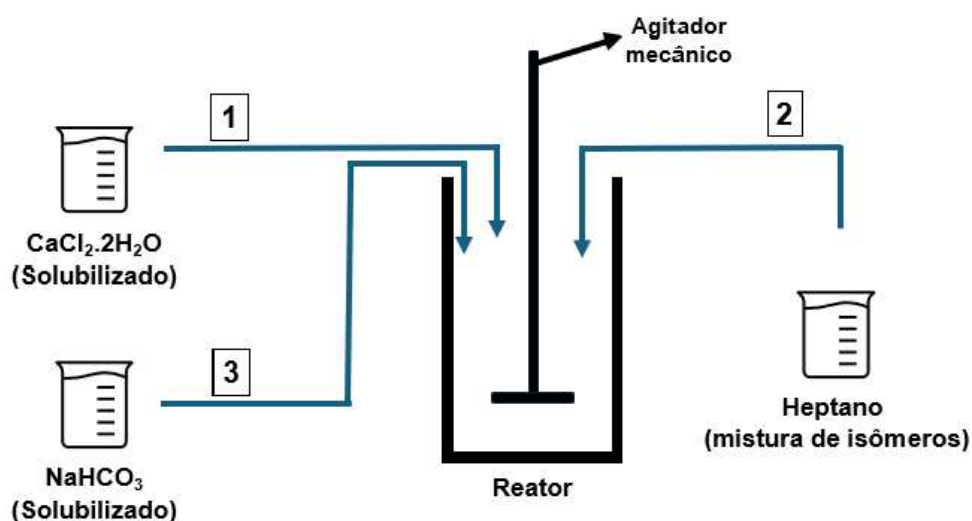 Agitador
mecânico
1
2
CaCl₂.2H₂O
(Solubilizado)
3
NaHCO₃
(Solubilizado)
Heptano
(mistura de isômeros)
Reator